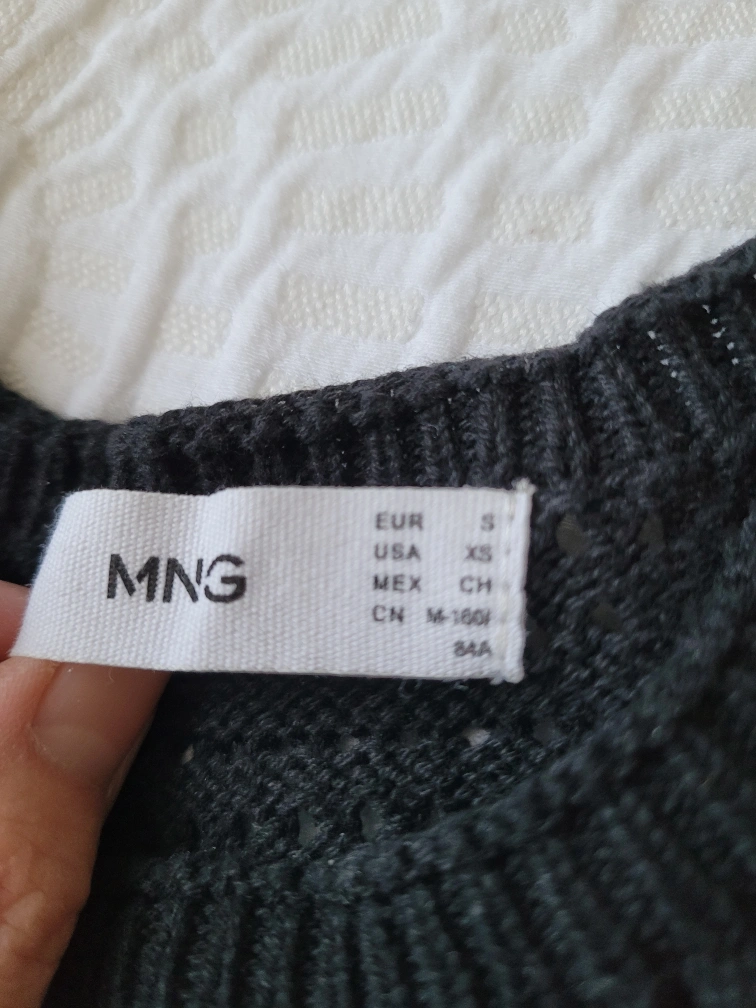 MNG
EUR S
USA XS
MEX CH
CN M-160/
84A